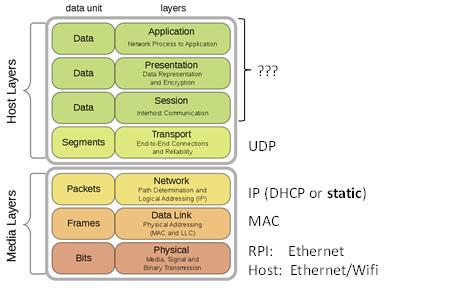 data unit layers
Host Layers
Data
Application
Network Process to Application
Data
Presentation
Data Representation
and Encryption
Data
Session
Interhost Communication
???
Segments
Transport
End-to-End Connections
and Reliability
UDP
Media Layers
Packets
Network
Path Determination and
Logical Addressing (IP)
IP (DHCP or static)
Frames
Data Link
Physical Addressing
(MAC and LLC)
MAC
Bits
Physical
Media, Signal and
Binary Transmission
RPI: Ethernet
Host: Ethernet/Wifi